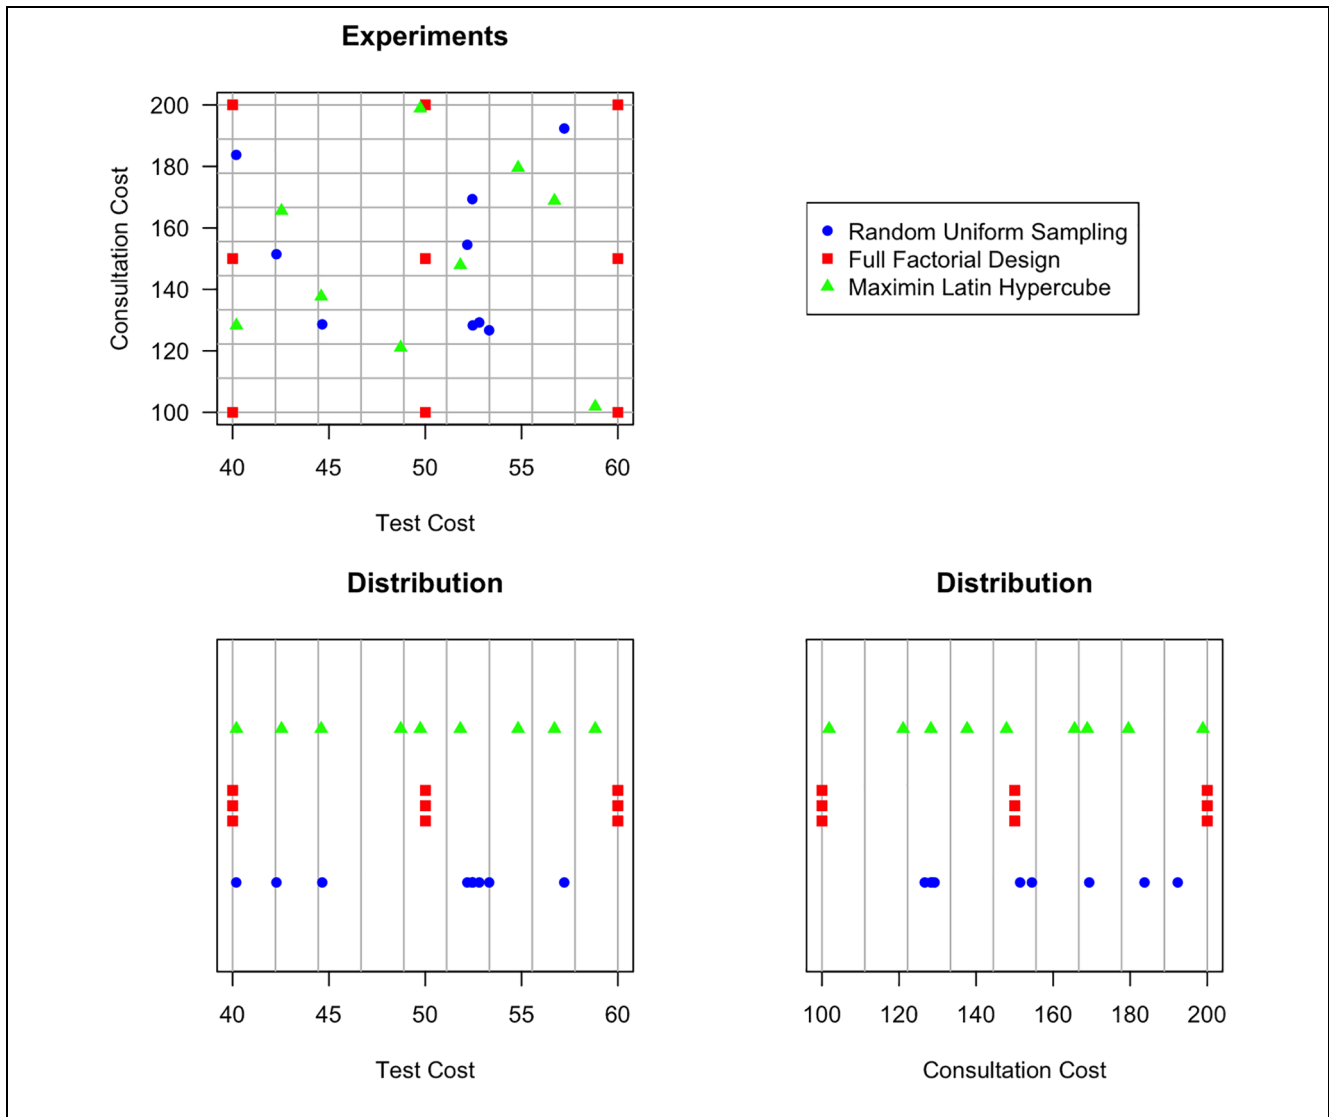 Experiments
200
180
160
140
120
100
Consultation Cost
40 45 50 55 60
Test Cost
Random Uniform Sampling
Full Factorial Design
Maximin Latin Hypercube
Distribution
40 45 50 55 60
Test Cost
Distribution
100 120 140 160 180 200
Consultation Cost